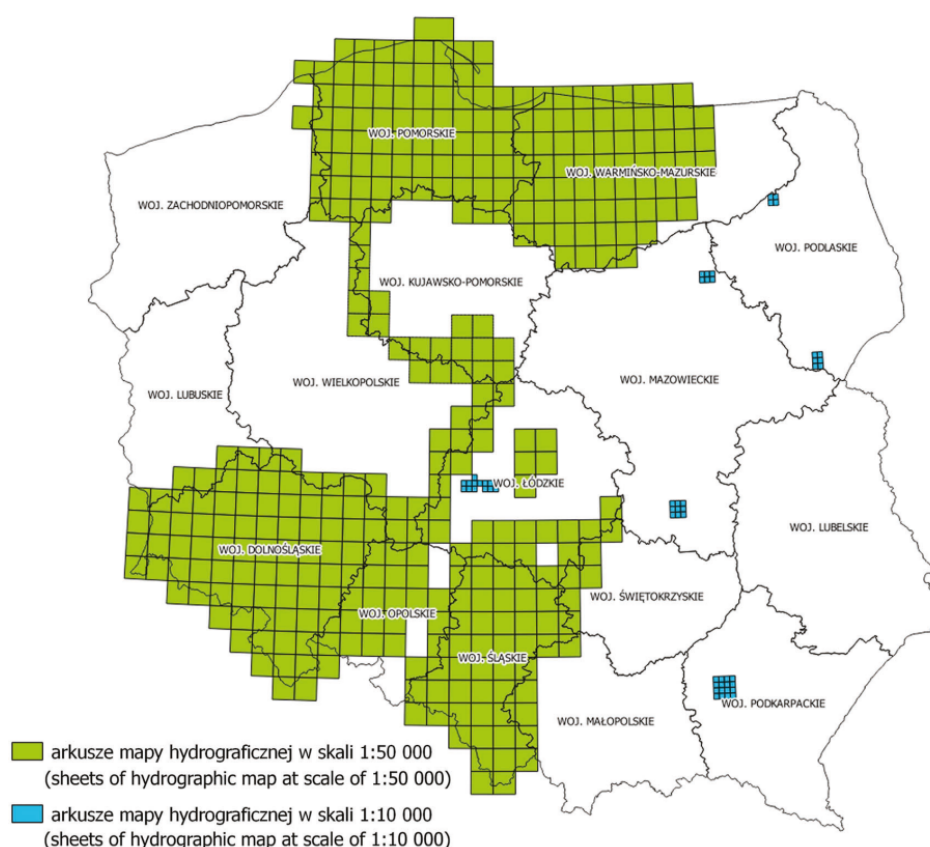 WOJ. POMORSKIE
WOJ. WARMIŃSKO-MAZURSKIE
WOJ. ZACHODNIOPOMORSKIE
WOJ. PODLASKIE
WOJ. KUJAWSKO-POMORSKIE
WOJ. WIELKOPOLSKIE
WOJ. MAZOWIECKIE
WOJ. LUBUSKIE
WOJ. ŁÓDZKIE
WOJ. LUBELSKIE
WOJ. DOLNOŚLĄSKIE
WOJ. ŚWIĘTOKRZYSKIE
WOJ. OPOLSKIE
WOJ. ŚLĄSKIE
WOJ. PODKARPACKIE
WOJ. MAŁOPOLSKIE
arkusze mapy hydrograficznej w skali 1:50 000
(sheets of hydrographic map at scale of 1:50 000)
arkusze mapy hydrograficznej w skali 1:10 000
(sheets of hydrographic map at scale of 1:10 000)